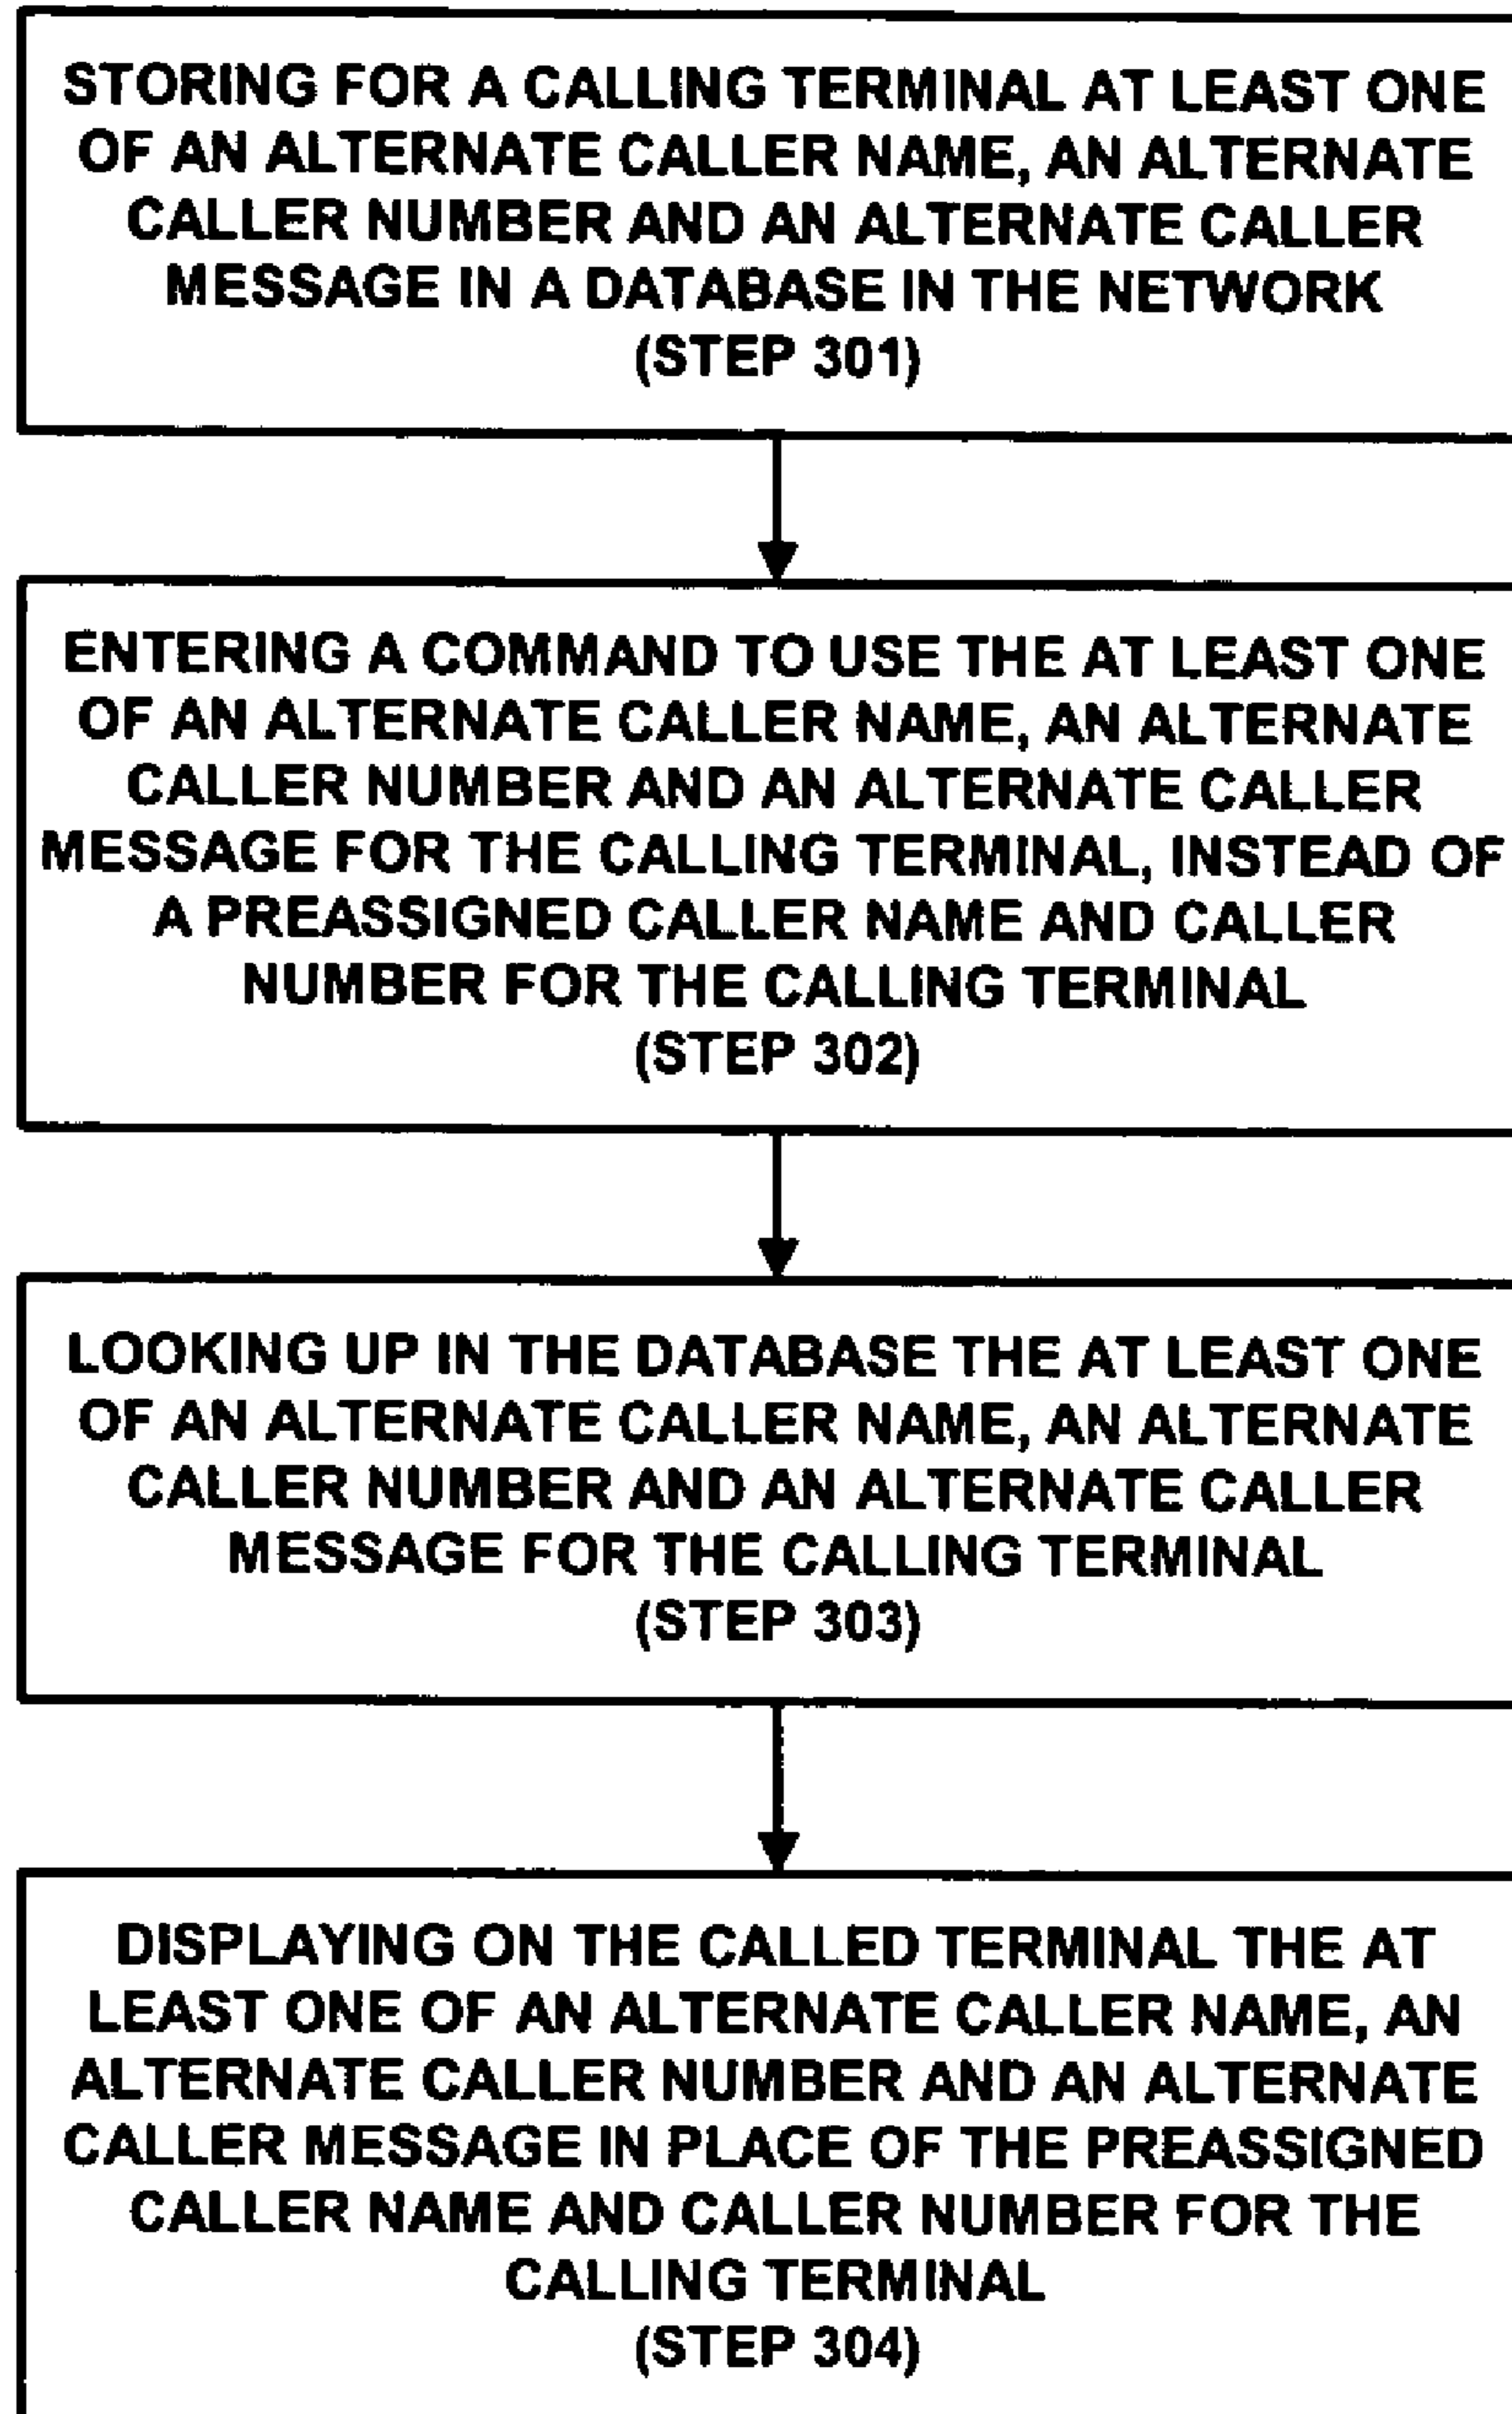 STORING FOR A CALLING TERMINAL AT LEAST ONE
OF AN ALTERNATE CALLER NAME, AN ALTERNATE
CALLER NUMBER AND AN ALTERNATE CALLER
MESSAGE IN A DATABASE IN THE NETWORK
(STEP 301)
ENTERING A COMMAND TO USE THE AT LEAST ONE
OF AN ALTERNATE CALLER NAME, AN ALTERNATE
CALLER NUMBER AND AN ALTERNATE CALLER
MESSAGE FOR THE CALLING TERMINAL, INSTEAD OF
A PREASSIGNED CALLER NAME AND CALLER
NUMBER FOR THE CALLING TERMINAL
(STEP 302)
LOOKING UP IN THE DATABASE THE AT LEAST ONE
OF AN ALTERNATE CALLER NAME, AN ALTERNATE
CALLER NUMBER AND AN ALTERNATE CALLER
MESSAGE FOR THE CALLING TERMINAL
(STEP 303)
DISPLAYING ON THE CALLED TERMINAL THE AT
LEAST ONE OF AN ALTERNATE CALLER NAME, AN
ALTERNATE CALLER NUMBER AND AN ALTERNATE
CALLER MESSAGE IN PLACE OF THE PREASSIGNED
CALLER NAME AND CALLER NUMBER FOR THE
CALLING TERMINAL
(STEP 304)